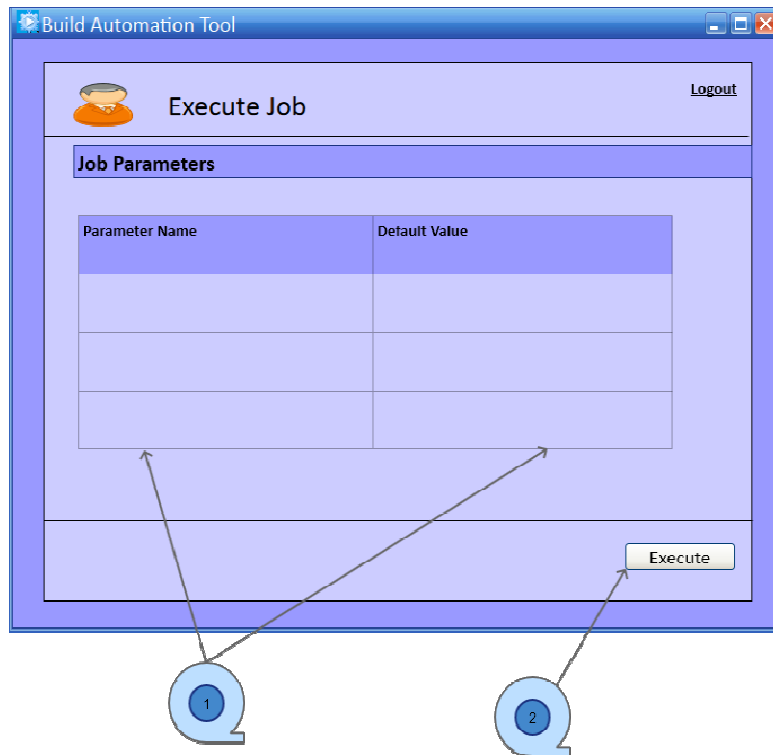 Build Automation Tool
Logout
Execute Job
Job Parameters
Parameter Name Default Value
Execute
1 2